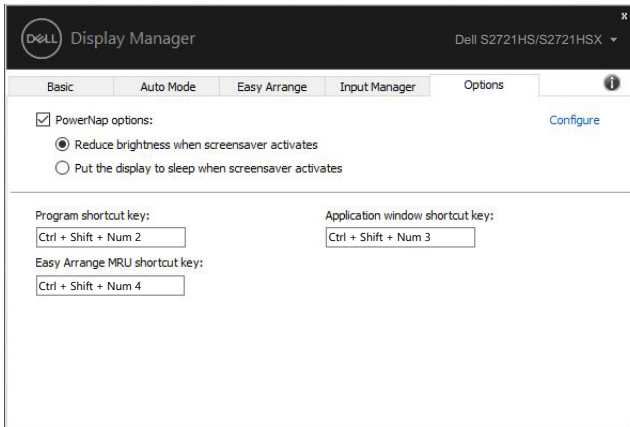 x
DELL Display Manager
Dell S2721HS/S2721HSX
Basic Auto Mode Easy Arrange Input Manager Options
PowerNap options: Configure
Reduce brightness when screensaver activates
Put the display to sleep when screensaver activates
Program shortcut key: Application window shortcut key:
Ctrl + Shift + Num 2 Ctrl + Shift + Num 3
Easy Arrange MRU shortcut key:
Ctrl + Shift + Num 4